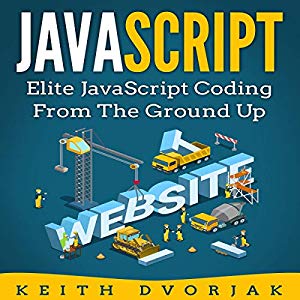 JAVASCRIPT
Elite JavaScript Coding
From The Ground Up
WEBSITE
KEITH DVORJAK